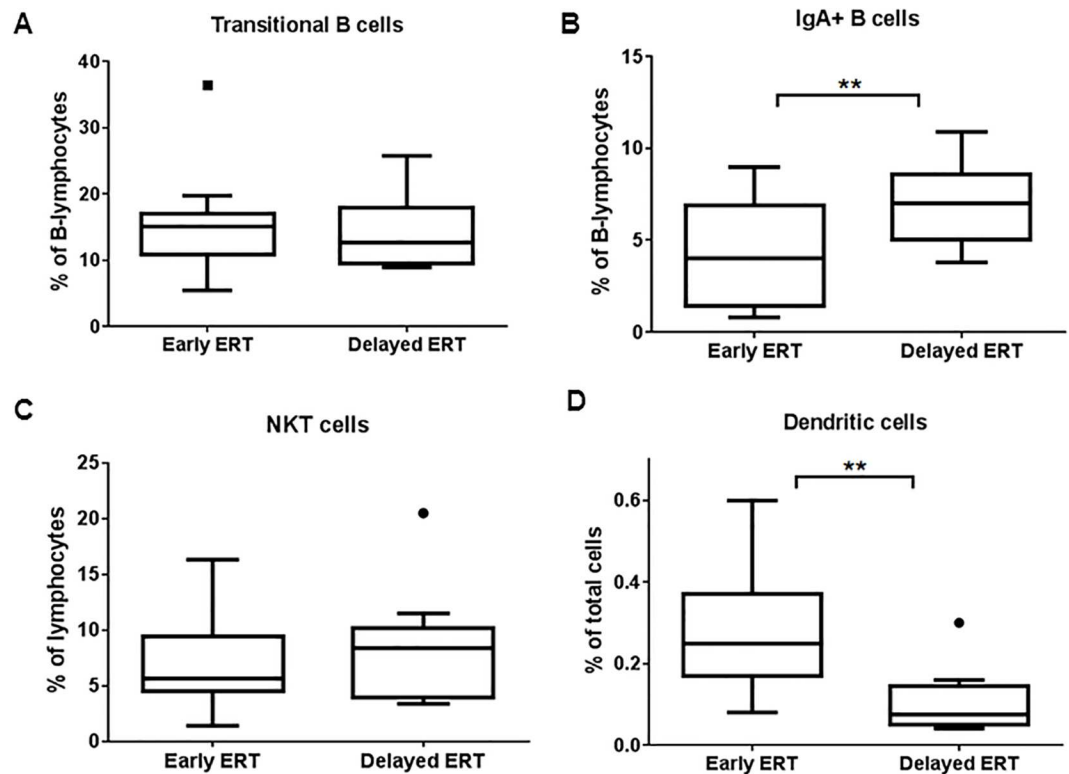 A
Transitional B cells
% of B-lymphocytes
40
30
20
10
0
Early ERT
Delayed ERT
B
IgA+ B cells
% of B-lymphocytes
15
10
5
0
**
Early ERT
Delayed ERT
C
NKT cells
% of lymphocytes
25
20
15
10
5
0
Early ERT
Delayed ERT
D
Dendritic cells
% of total cells
0.6
0.4
0.2
0.0
**
Early ERT
Delayed ERT